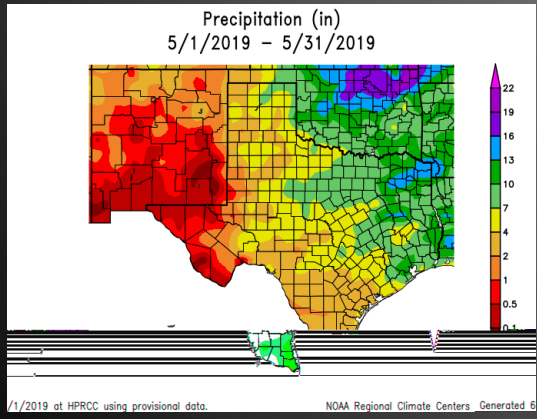 Precipitation (in)
5/1/2019 – 5/31/2019
22
19
16
13
10
7
4
2
1
0.5
0.1
/1/2019 at HPRCC using provisional data.
NOAA Regional Climate Centers
Generated 6